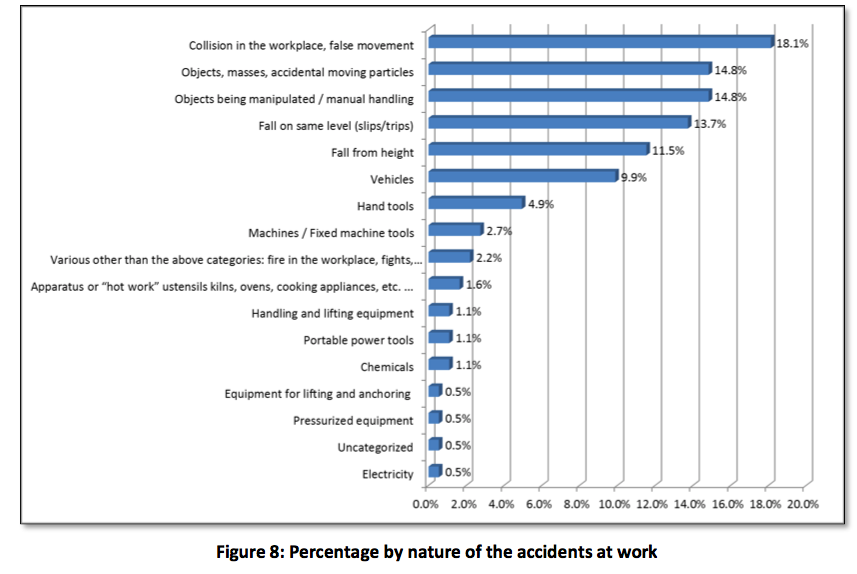 Collision in the workplace, false movement 18.1%
Objects, masses, accidental moving particles 14.8%
Objects being manipulated / manual handling 14.8%
Fall on same level (slips/trips) 13.7%
Fall from height 11.5%
Vehicles 9.9%
Hand tools 4.9%
Machines / Fixed machine tools 2.7%
Various other than the above categories: fire in the workplace, fights,... 2.2%
Apparatus or “hot work” ustensils kilns, ovens, cooking appliances, etc. ... 1.6%
Handling and lifting equipment 1.1%
Portable power tools 1.1%
Chemicals 1.1%
Equipment for lifting and anchoring 0.5%
Pressurized equipment 0.5%
Uncategorized 0.5%
Electricity 0.5%
0.0% 2.0% 4.0% 6.0% 8.0% 10.0% 12.0% 14.0% 16.0% 18.0% 20.0%
Figure 8: Percentage by nature of the accidents at work